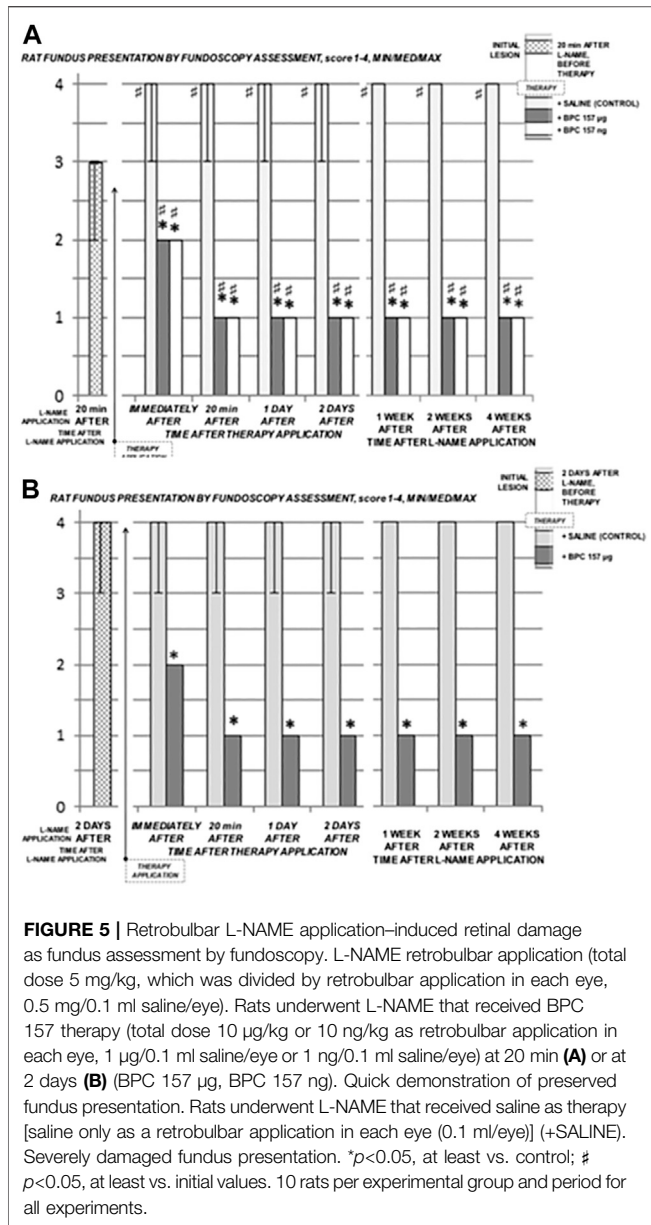 A
RAT FUNDUS PRESENTATION BY FUNDOSCOPY ASSESSMENT, score 1-4, MIN/MED/MAX
INITIAL LESION
20 min AFTER L-NAME, BEFORE THERAPY
THERAPY
+ SALINE (CONTROL)
+ BPC 157 µg
+ BPC 157 ng
4
3
2
1
0
# # # # # # #
# #
* *
# # # # # # # # # # # #
* * * * * * * * * * * *
L-NAME APPLICATION
20 min AFTER
TIME AFTER L-NAME APPLICATION
THERAPY
IMMEDIATELY AFTER
20 min AFTER
1 DAY AFTER
2 DAYS AFTER
TIME AFTER THERAPY APPLICATION
1 WEEK AFTER
2 WEEKS AFTER
4 WEEKS AFTER
TIME AFTER L-NAME APPLICATION
B
RAT FUNDUS PRESENTATION BY FUNDOSCOPY ASSESSMENT, score 1-4, MIN/MED/MAX
INITIAL LESION
2 DAYS AFTER L-NAME, BEFORE THERAPY
THERAPY
+ SALINE (CONTROL)
+ BPC 157 µg
4
3
2
1
0
*
* * * * * *
L-NAME APPLICATION
2 DAYS AFTER
TIME AFTER L-NAME APPLICATION
THERAPY APPLICATION
IMMEDIATELY AFTER
20 min AFTER
1 DAY AFTER
2 DAYS AFTER
TIME AFTER THERAPY APPLICATION
1 WEEK AFTER
2 WEEKS AFTER
4 WEEKS AFTER
TIME AFTER L-NAME APPLICATION
FIGURE 5 | Retrobulbar L-NAME application–induced retinal damage
as fundus assessment by fundoscopy. L-NAME retrobulbar application (total
dose 5 mg/kg, which was divided by retrobulbar application in each eye,
0.5 mg/0.1 ml saline/eye). Rats underwent L-NAME that received BPC
157 therapy (total dose 10 µg/kg or 10 ng/kg as retrobulbar application in
each eye, 1 µg/0.1 ml saline/eye or 1 ng/0.1 ml saline/eye) at 20 min (A) or at
2 days (B) (BPC 157 µg, BPC 157 ng). Quick demonstration of preserved
fundus presentation. Rats underwent L-NAME that received saline as therapy
[saline only as a retrobulbar application in each eye (0.1 ml/eye)] (+SALINE).
Severely damaged fundus presentation. *p<0.05, at least vs. control; #
p<0.05, at least vs. initial values. 10 rats per experimental group and period for
all experiments.